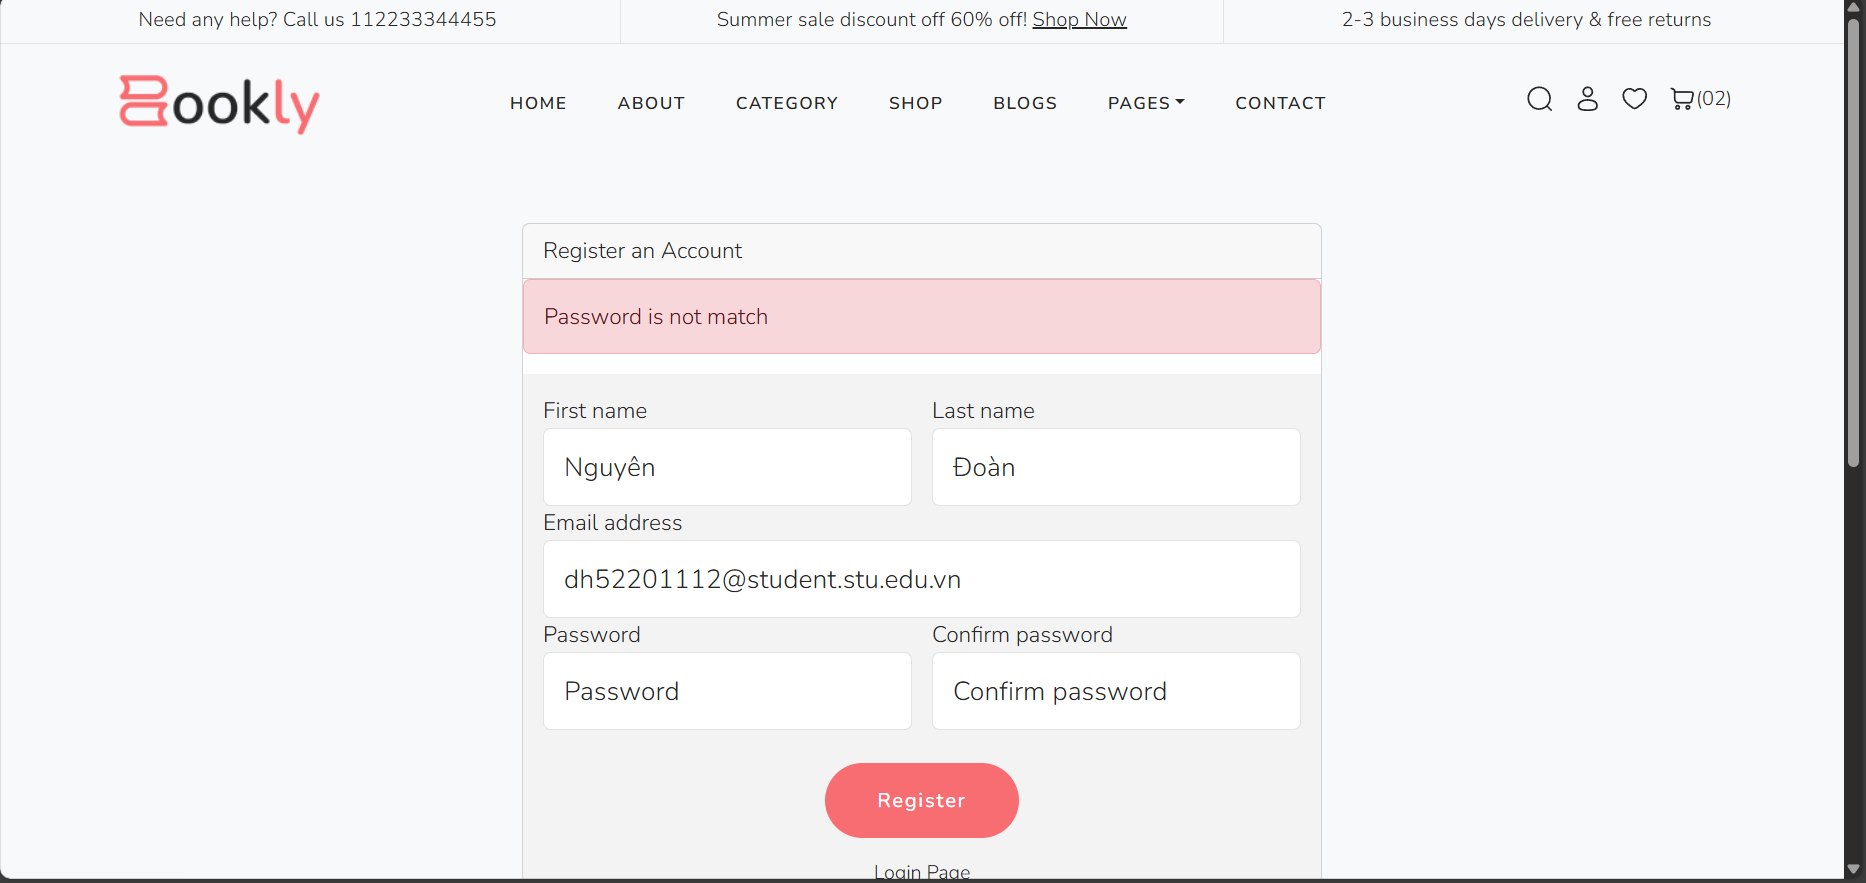 Need any help? Call us 112233344455
Summer sale discount off 60% off! Shop Now
2-3 business days delivery & free returns
Bookly
HOME ABOUT CATEGORY SHOP BLOGS PAGES CONTACT
(02)
Register an Account
Password is not match
First name Last name
Nguyên Đoàn
Email address
dh52201112@student.stu.edu.vn
Password Confirm password
Password Confirm password
Register
Login Page